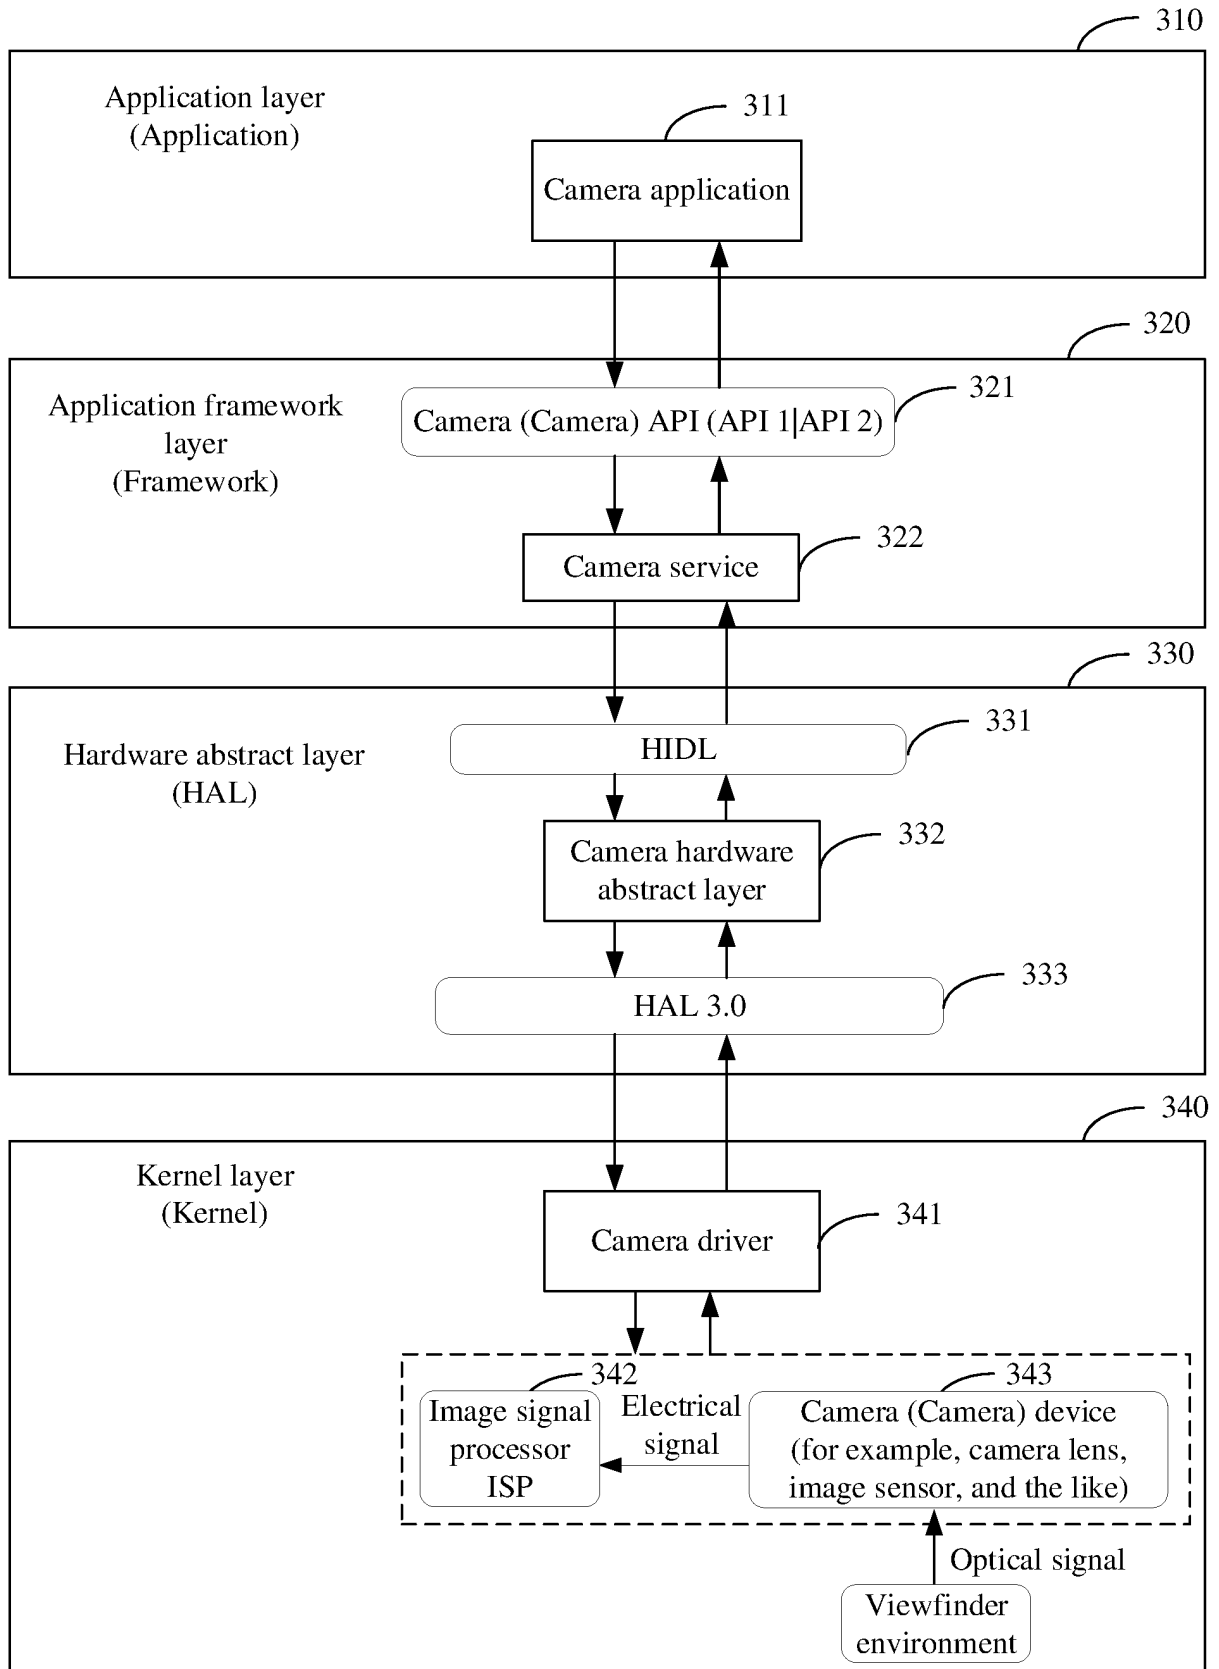 310
Application layer
(Application)
311
Camera application
320
Application framework
layer
(Framework)
321
Camera (Camera) API (API 1|API 2)
322
Camera service
330
Hardware abstract layer
(HAL)
331
HIDL
332
Camera hardware
abstract layer
333
HAL 3.0
340
Kernel layer
(Kernel)
341
Camera driver
342
Image signal
processor
ISP
Electrical
signal
343
Camera (Camera) device
(for example, camera lens,
image sensor, and the like)
Optical signal
Viewfinder
environment